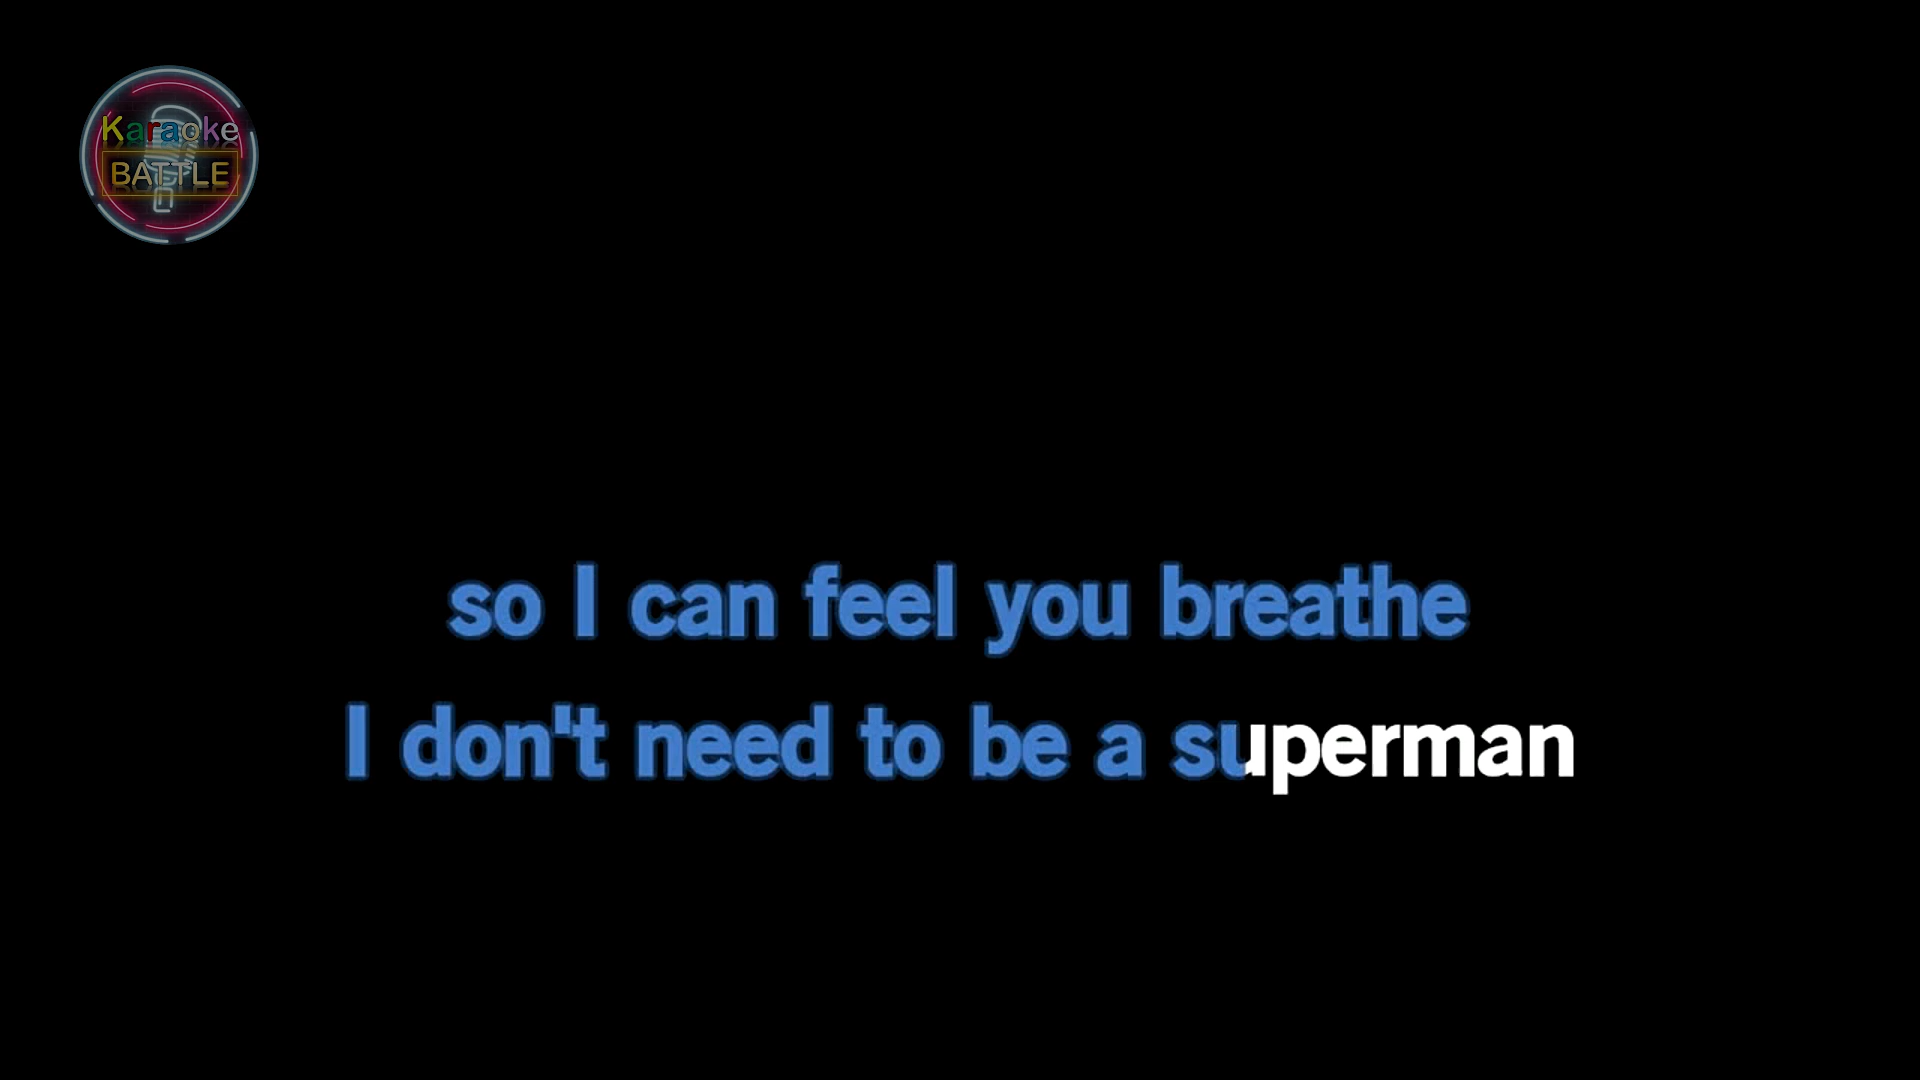 Karaoke
BATTLE
so I can feel you breathe
I don't need to be a superman